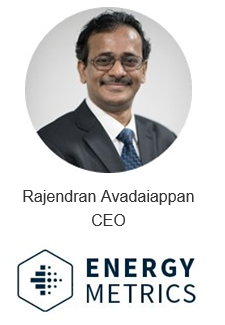 Rajendran Avadaiappan
CEO
ENERGY
METRICS